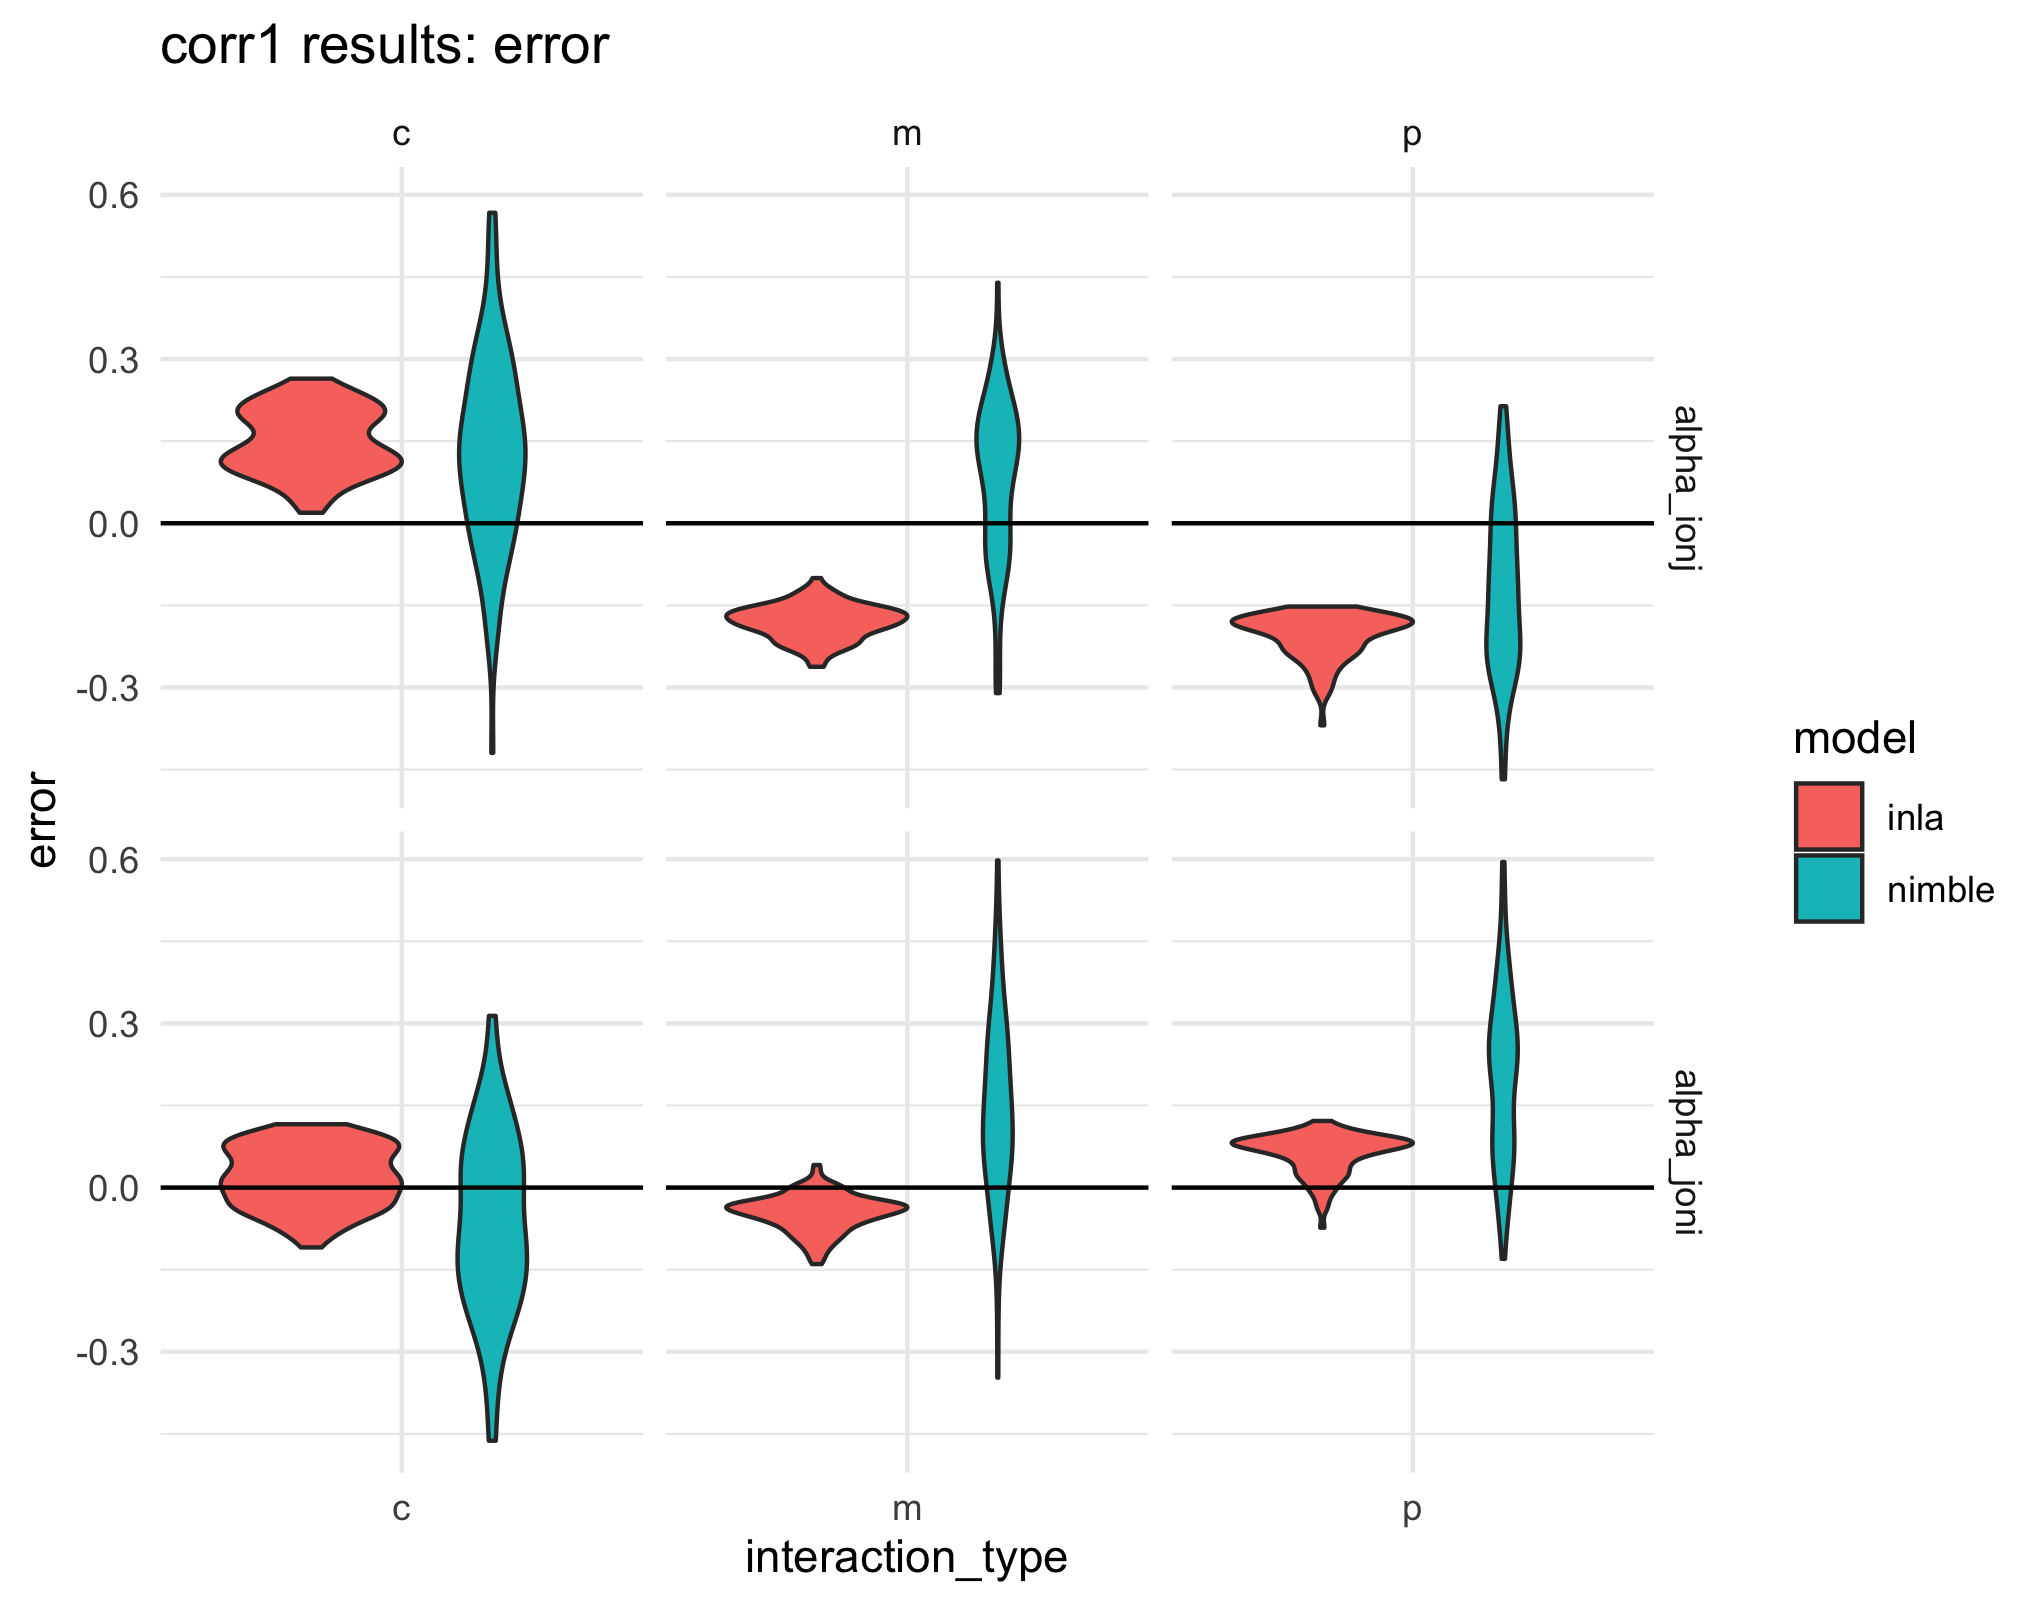 corr1 results: error
c
m
p
0.6
0.3
0.0
-0.3
alpha_ionj
error
0.6
0.3
0.0
-0.3
alpha_joni
c
m
p
interaction_type
model
inla
nimble